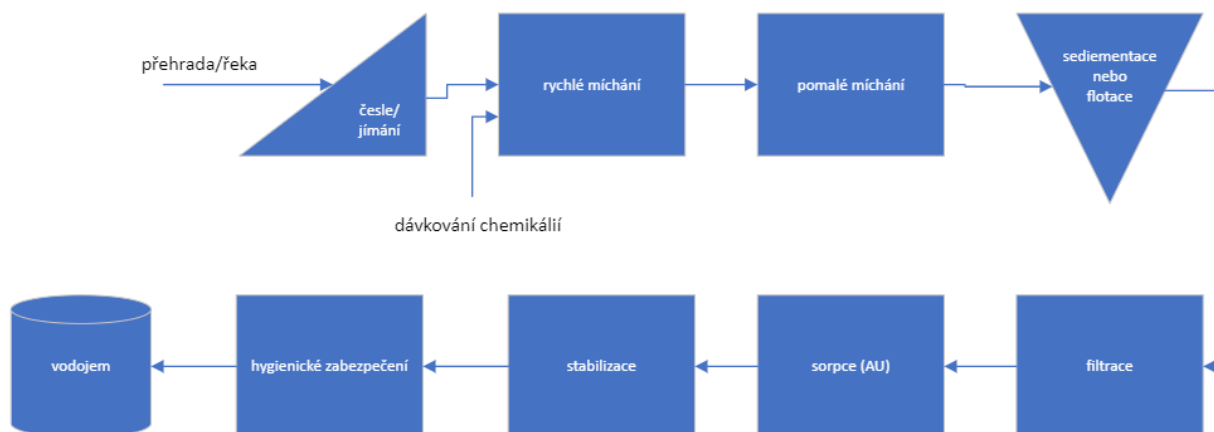 přehrada/řeka
česle/
jímání
rychlé míchání
pomalé míchání
sediementace
nebo
flotace
dávkování chemikálií
vodojem
hygienické zabezpečení
stabilizace
sorpce (AU)
filtrace